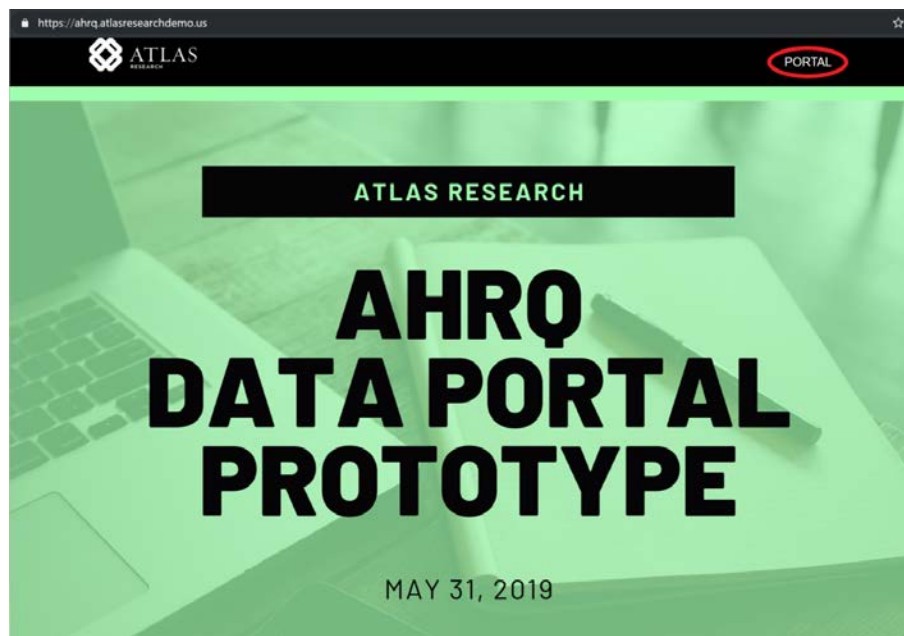 https://ahrq.atlasresearchdemo.us
ATLAS
RESEARCH
PORTAL
ATLAS RESEARCH
AHRQ
DATA PORTAL
PROTOTYPE
MAY 31, 2019